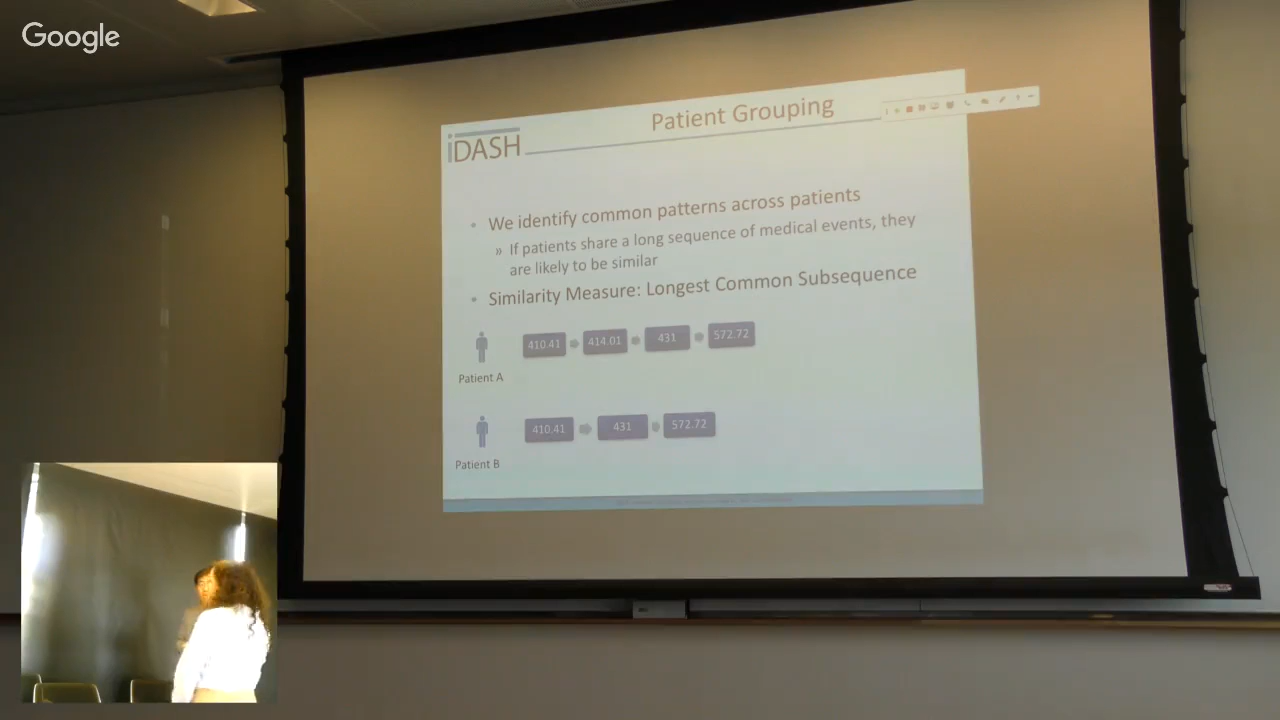 Google
Patient Grouping
iDASH
• We identify common patterns across patients
» If patients share a long sequence of medical events, they
are likely to be similar
• Similarity Measure: Longest Common Subsequence
410.41 414.01 431 572.72
Patient A
410.41 431 572.72
Patient B